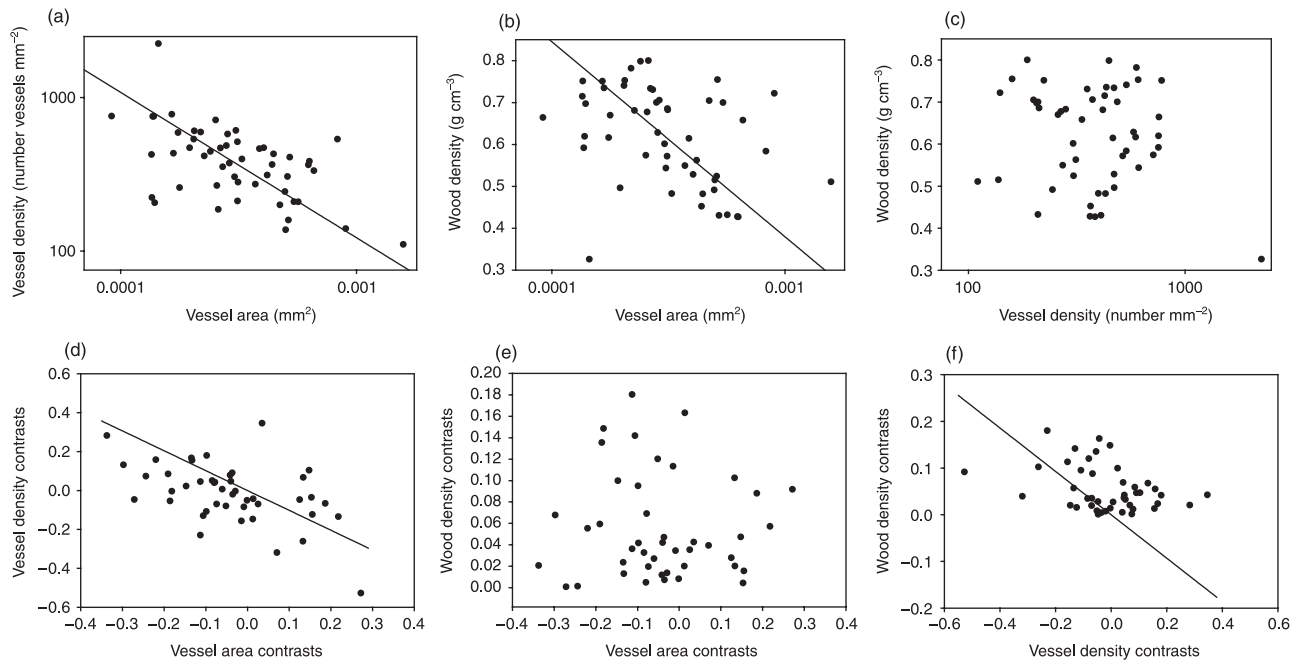 (a)
Vessel density (number vessels mm⁻²)
1000
100
0.0001
0.001
Vessel area (mm²)
(b)
Wood density (g cm⁻³)
0.9
0.8
0.7
0.6
0.5
0.4
0.3
0.0001
0.001
Vessel area (mm²)
(c)
Wood density (g cm⁻³)
0.9
0.8
0.7
0.6
0.5
0.4
0.3
100
1000
Vessel density (number mm⁻²)
(d)
Vessel density contrasts
0.6
0.4
0.2
0.0
−0.2
−0.4
−0.6
−0.4 −0.3 −0.2 −0.1 0.0 0.1 0.2 0.3 0.4
Vessel area contrasts
(e)
Wood density contrasts
0.20
0.18
0.16
0.14
0.12
0.10
0.08
0.06
0.04
0.02
0.00
−0.4 −0.3 −0.2 −0.1 0.0 0.1 0.2 0.3 0.4
Vessel area contrasts
(f)
Wood density contrasts
0.3
0.2
0.1
0.0
−0.1
−0.2
−0.6 −0.4 −0.2 0.0 0.2 0.4 0.6
Vessel density contrasts